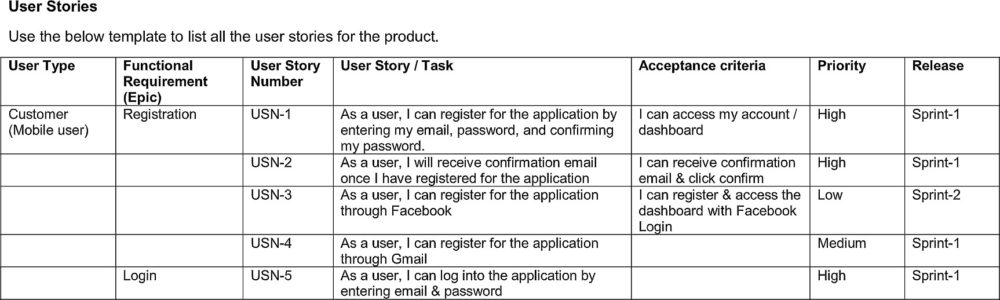 User Stories
Use the below template to list all the user stories for the product.
User Type
Functional
Requirement
(Epic)
User Story
Number
User Story / Task
Acceptance criteria
Priority
Release
Customer
(Mobile user)
Registration
USN-1
As a user, I can register for the application by
entering my email, password, and confirming
my password.
I can access my account /
dashboard
High
Sprint-1
USN-2
As a user, I will receive confirmation email
once I have registered for the application
I can receive confirmation
email & click confirm
High
Sprint-1
USN-3
As a user, I can register for the application
through Facebook
I can register & access the
dashboard with Facebook
Login
Low
Sprint-2
USN-4
As a user, I can register for the application
through Gmail
Medium
Sprint-1
Login
USN-5
As a user, I can log into the application by
entering email & password
High
Sprint-1